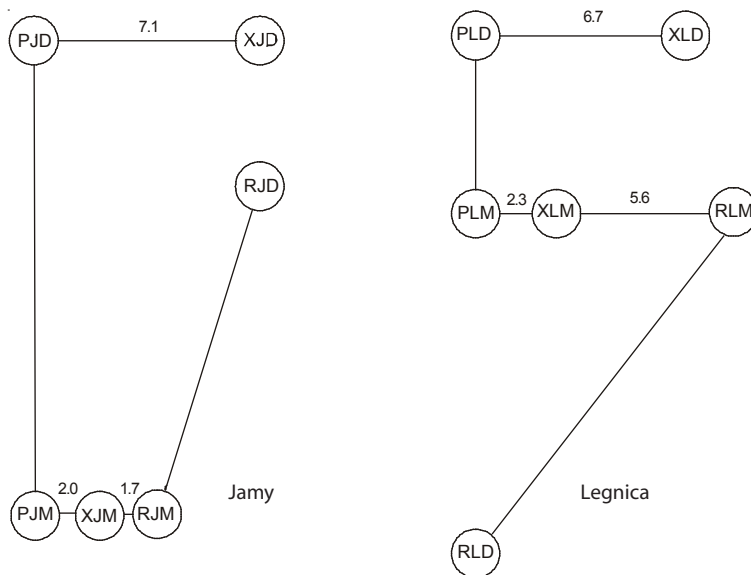 PJD 7.1 XJD
RJD
PJM 2.0 XJM 1.7 RJM
Jamy
PLD 6.7 XLD
PLM 2.3 XLM 5.6 RLM
RLD
Legnica